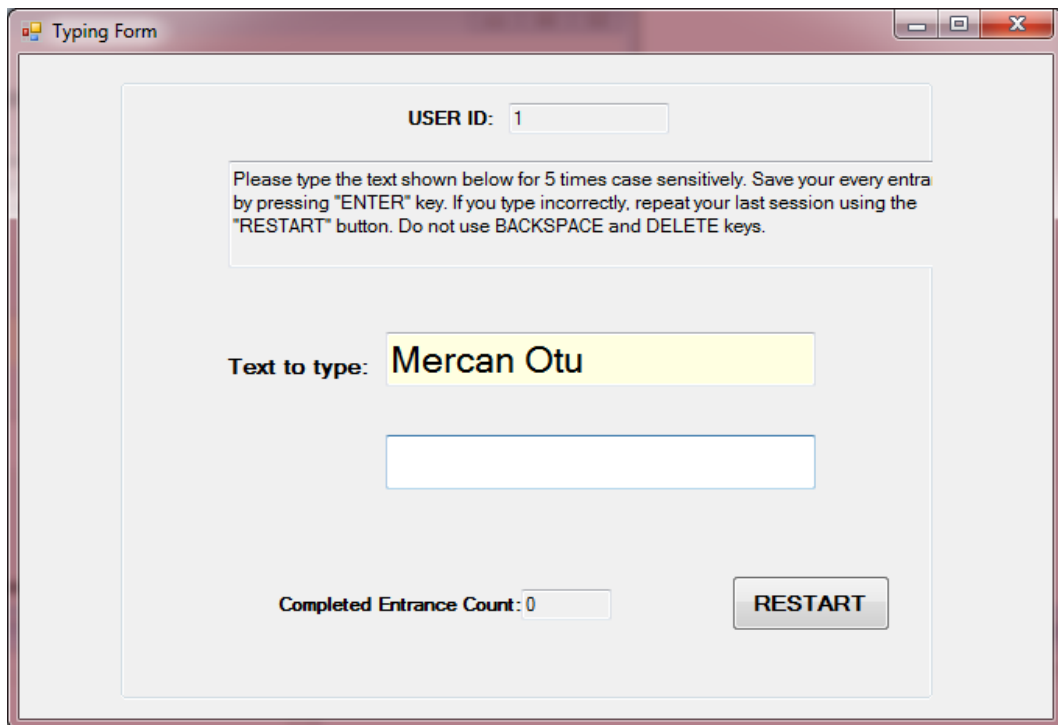 Typing Form
USER ID: 1
Please type the text shown below for 5 times case sensitively. Save your every entra
by pressing "ENTER" key. If you type incorrectly, repeat your last session using the
"RESTART" button. Do not use BACKSPACE and DELETE keys.
Text to type: Mercan Otu
Completed Entrance Count: 0
RESTART